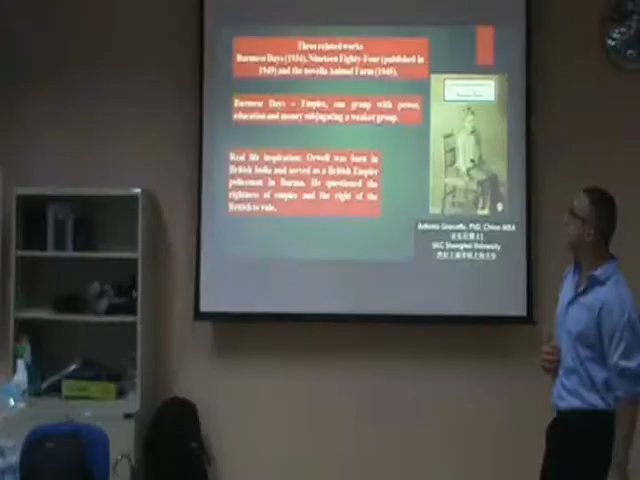 Three related works
Burmese Days (1934), Nineteen Eighty-Four (published in
1949) and the novella Animal Farm (1945).
Burmese Days – Empire, one group with power,
education and money subjugating a weaker group.
Real life inspiration: Orwell was born in
British India and served as a British Empire
policeman in Burma. He questioned the
rightness of empire and the right of the
British to rule.
Antonio Graceffo, PhD, China-MBA
Shanghai University